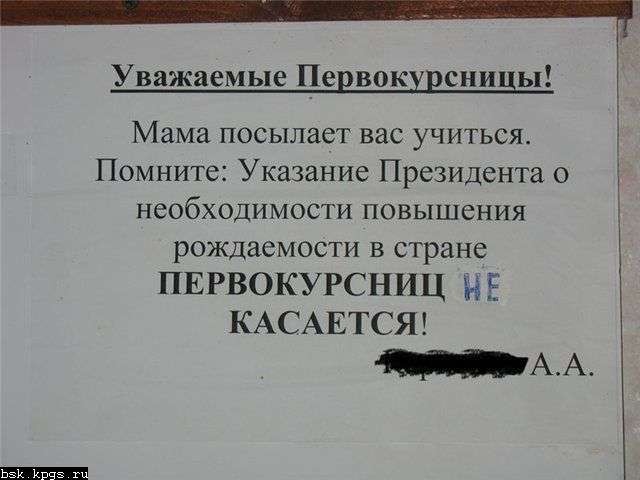 Уважаемые Первокурсницы!
Мама посылает вас учиться.
Помните: Указание Президента о
необходимости повышения
рождаемости в стране
ПЕРВОКУРСНИЦ НЕ
КАСАЕТСЯ!
А.А.
bsk.kpgs.ru